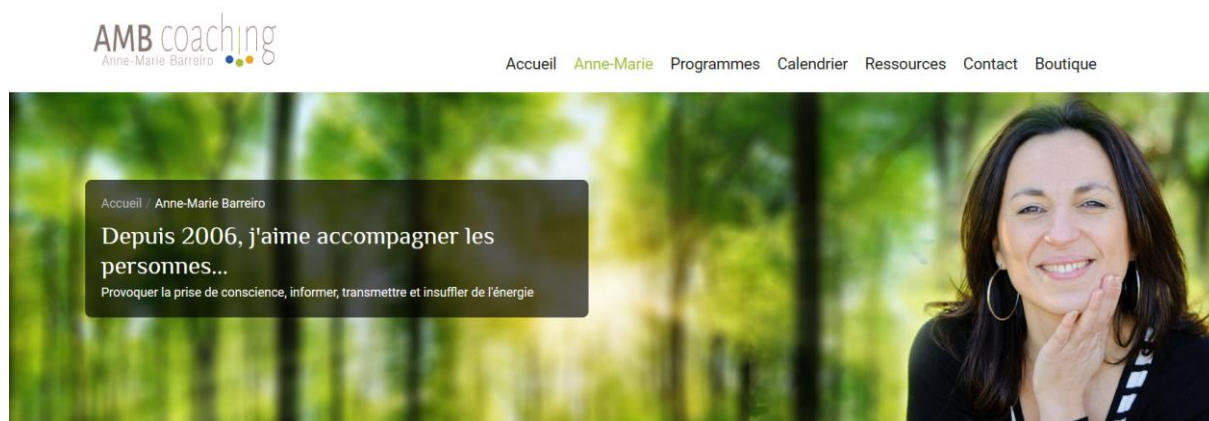 AMB coaching
Anne-Marie Barreiro
Accueil Anne-Marie Programmes Calendrier Ressources Contact Boutique
Accueil / Anne-Marie Barreiro
Depuis 2006, j'aime accompagner les
personnes...
Provoquer la prise de conscience, informer, transmettre et insuffler de l'énergie